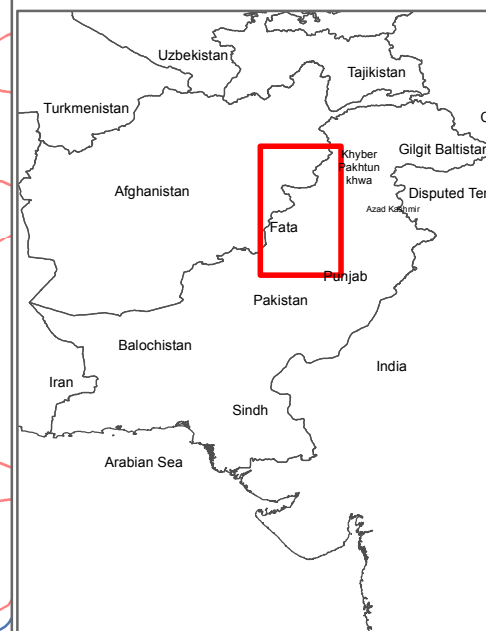 Uzbekistan
Tajikistan
Turkmenistan
Gilgit Baltistan
Khyber
Pakhtun
khwa
Afghanistan
Disputed
Azad Kashmir
Fata
Punjab
Pakistan
Balochistan
India
Iran
Sindh
Arabian Sea